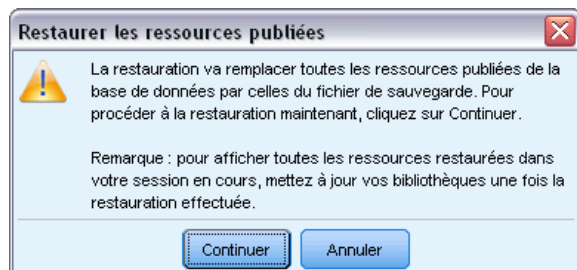 Restaurer les ressources publiées
La restauration va remplacer toutes les ressources publiées de la
base de données par celles du fichier de sauvegarde. Pour
procéder à la restauration maintenant, cliquez sur Continuer.
Remarque : pour afficher toutes les ressources restaurées dans
votre session en cours, mettez à jour vos bibliothèques une fois la
restauration effectuée.
Continuer
Annuler